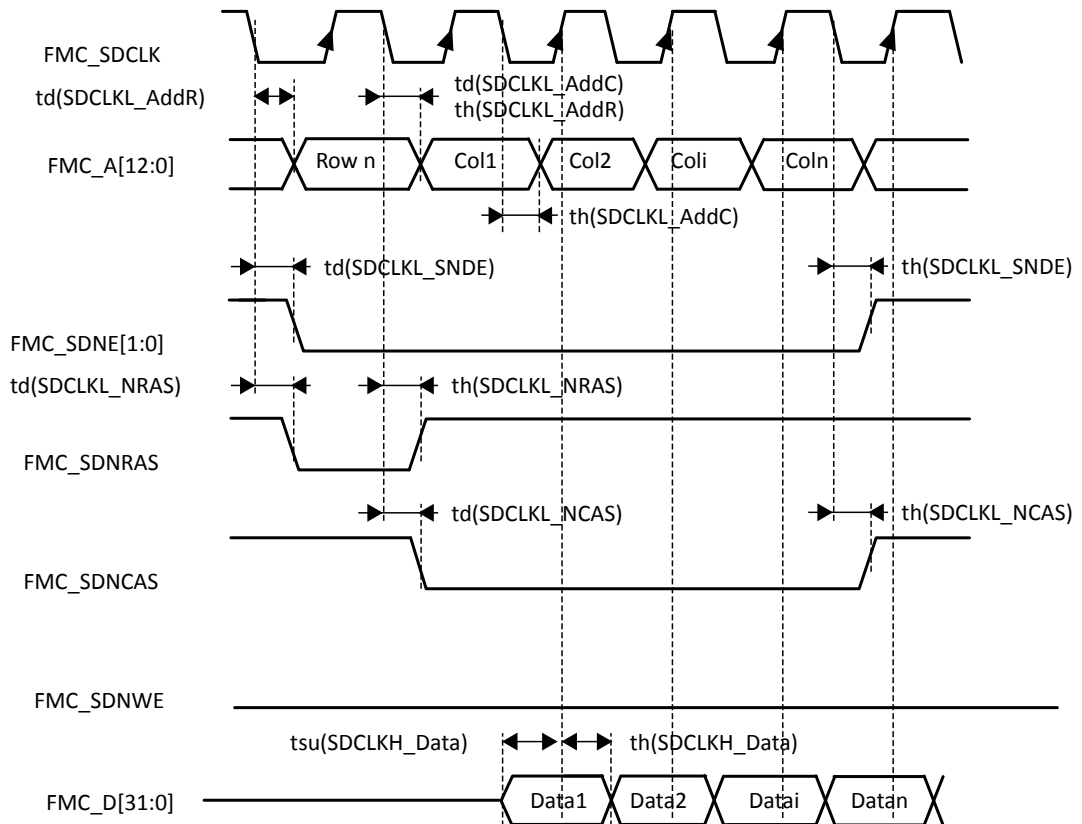 FMC_SDCLK
td(SDCLKL_AddR)
td(SDCLKL_AddC)
th(SDCLKL_AddR)
FMC_A[12:0]
Row n
Col1
Col2
Coli
Coln
th(SDCLKL_AddC)
td(SDCLKL_SNDE)
th(SDCLKL_SNDE)
FMC_SDNE[1:0]
td(SDCLKL_NRAS)
th(SDCLKL_NRAS)
FMC_SDNRAS
td(SDCLKL_NCAS)
th(SDCLKL_NCAS)
FMC_SDNCAS
FMC_SDNWE
tsu(SDCLKH_Data)
th(SDCLKH_Data)
FMC_D[31:0]
Data1
Data2
Datai
Datan